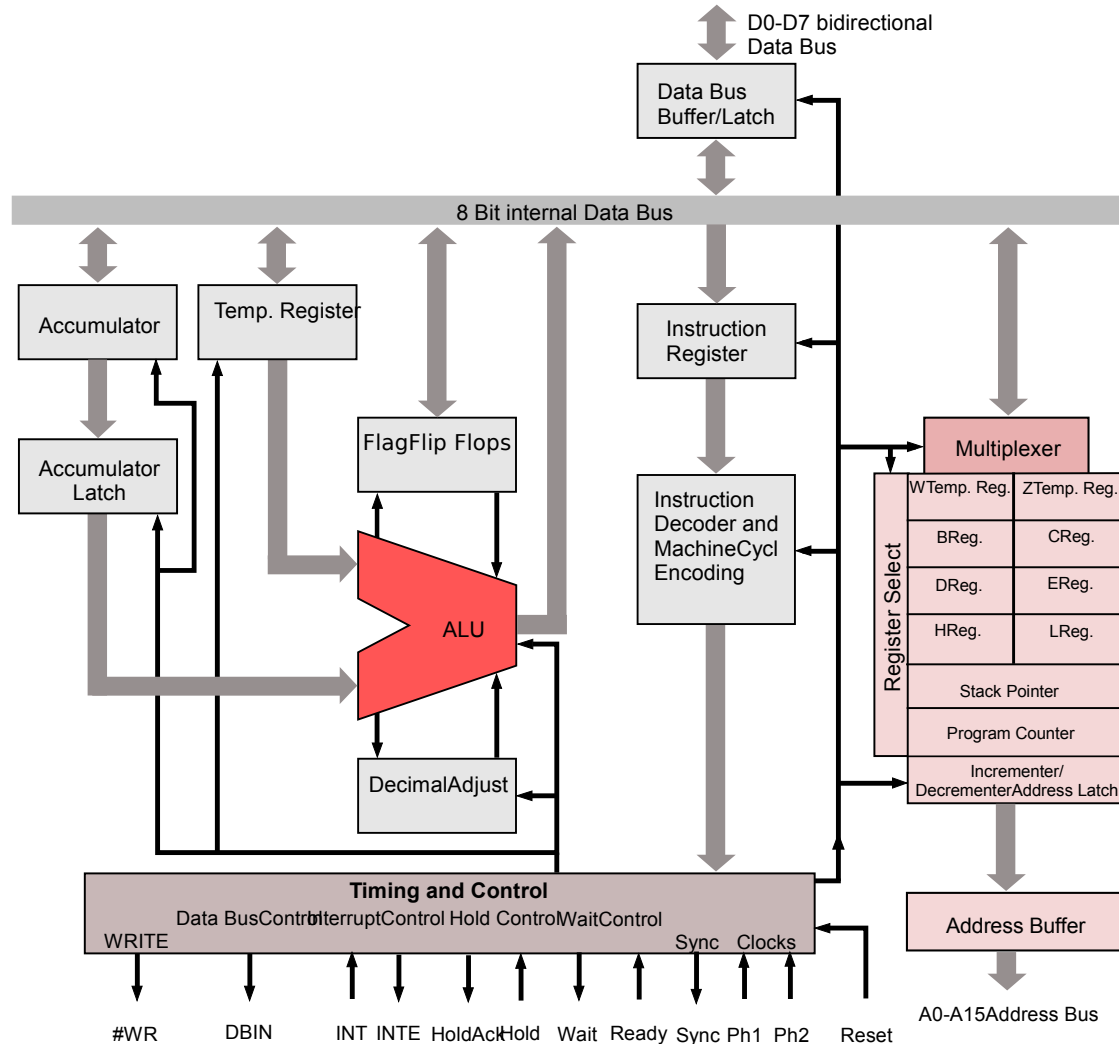 D0-D7 bidirectional
Data Bus
Data Bus
Buffer/Latch
8 Bit internal Data Bus
Accumulator
Temp. Register
Instruction
Register
FlagFlip Flops
Multiplexer
Accumulator
Latch
Instruction
Decoder and
MachineCycl
Encoding
Register Select
WTemp. Reg.
ZTemp. Reg.
BReg.
CReg.
DReg.
EReg.
HReg.
LReg.
ALU
Stack Pointer
Program Counter
Incrementer/
DecrementerAddress Latch
DecimalAdjust
Timing and Control
Data BusControl
InterruptControl
Hold Control
WaitControl
WRITE
Sync
Clocks
Address Buffer
A0-A15Address Bus
#WR
DBIN
INT
INTE
HoldAck
Hold
Wait
Ready
Sync
Ph1
Ph2
Reset